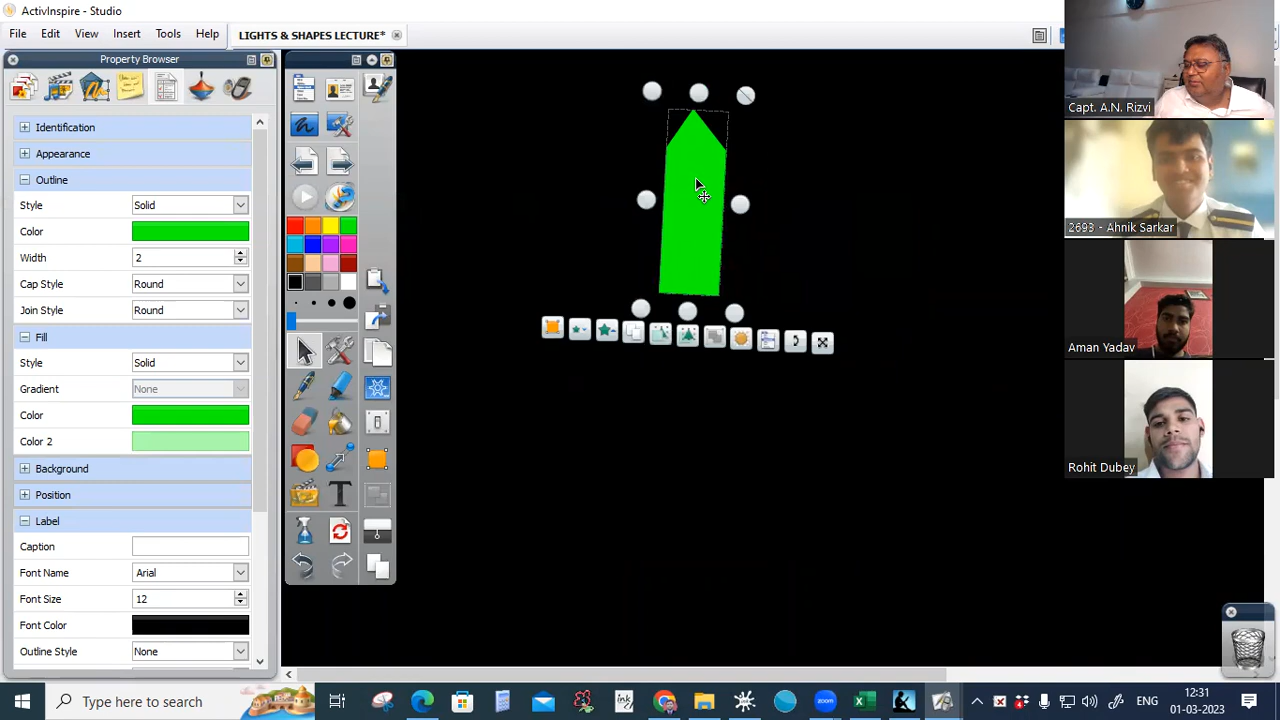 ActivInspire - Studio
File Edit View Insert Tools Help
LIGHTS & SHAPES LECTURE*
Property Browser
Identification
Appearance
Outline
Style Solid
Color
Width 2
Cap Style Round
Join Style Round
Fill
Style Solid
Gradient None
Color
Color 2
Background
Position
Label
Caption
Font Name Arial
Font Size 12
Font Color
Outline Style None
T
Capt. A.N. Rizvi
2693 - Ahnik Sarkar
Aman Yadav
Rohit Dubey
Type here to search
ink
zoom
ENG
12:31
01-03-2023